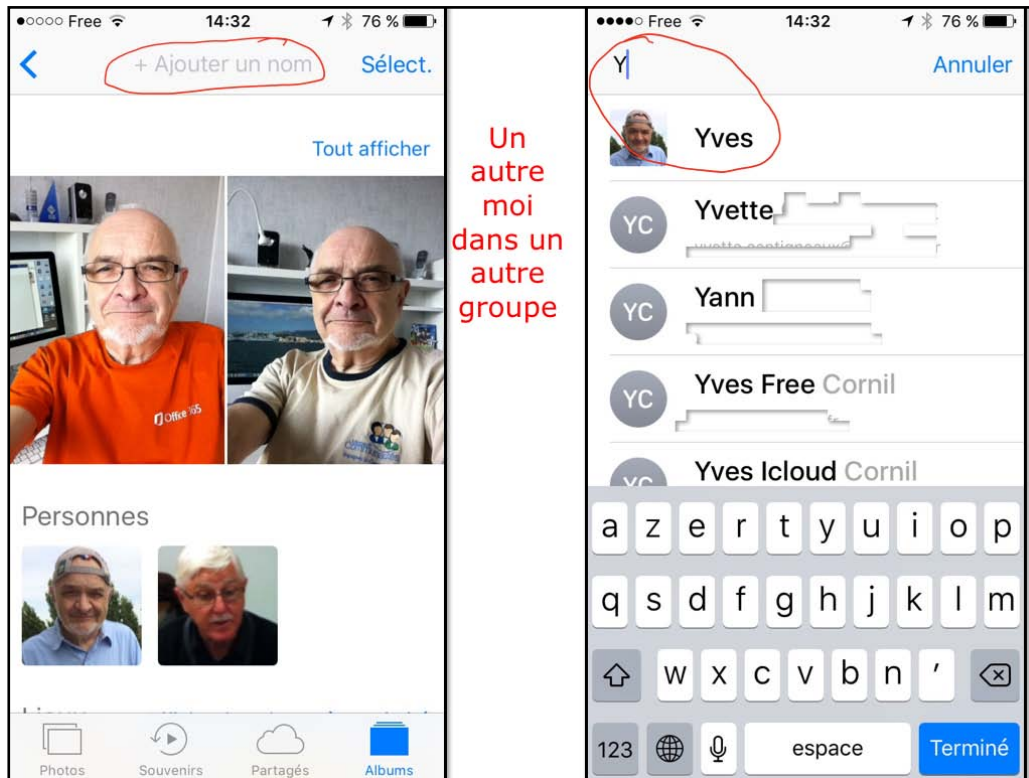 Free 14:32 76 %
+ Ajouter un nom Sélect.
Tout afficher
Office 365
Personnes
Photos Souvenirs Partagés Albums
Un
autre
moi
dans un
autre
groupe
Free 14:32 76 %
Y Annuler
Yves
YC Yvette
YC Yann
YC Yves Free Cornil
YC Yves Icloud Cornil
a z e r t y u i o p
q s d f g h j k l m
w x c v b n ’
123 espace Terminé